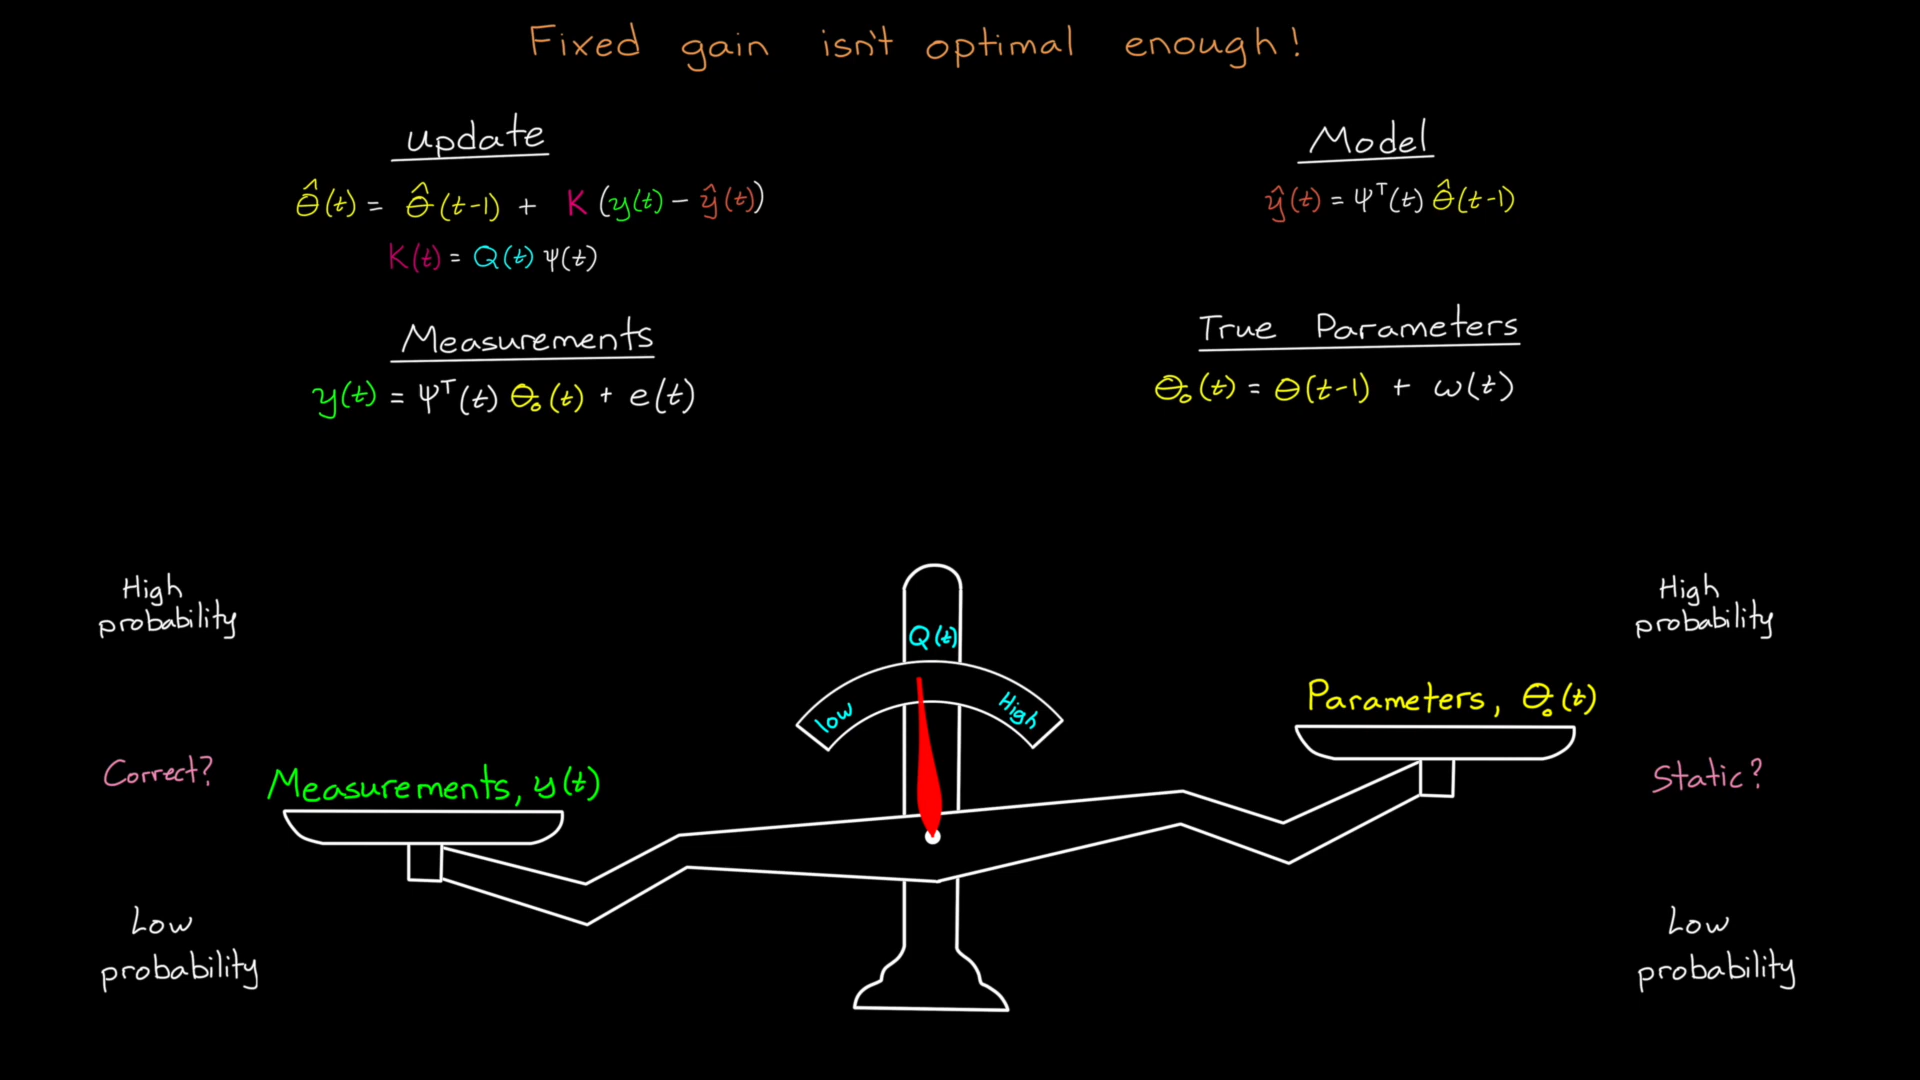 Fixed gain isn't optimal enough!
update
θ̂(t) = θ̂(t-1) + K(y(t) - ŷ(t))
K(t) = Q(t) ψ(t)
Model
ŷ(t) = ψᵀ(t) θ̂(t-1)
Measurements
y(t) = ψᵀ(t) θ₀(t) + e(t)
True Parameters
θ₀(t) = θ(t-1) + w(t)
High
probability
Correct?
Low
probability
Measurements, y(t)
Q(t)
low
High
Parameters, θ₀(t)
High
probability
Static?
Low
probability